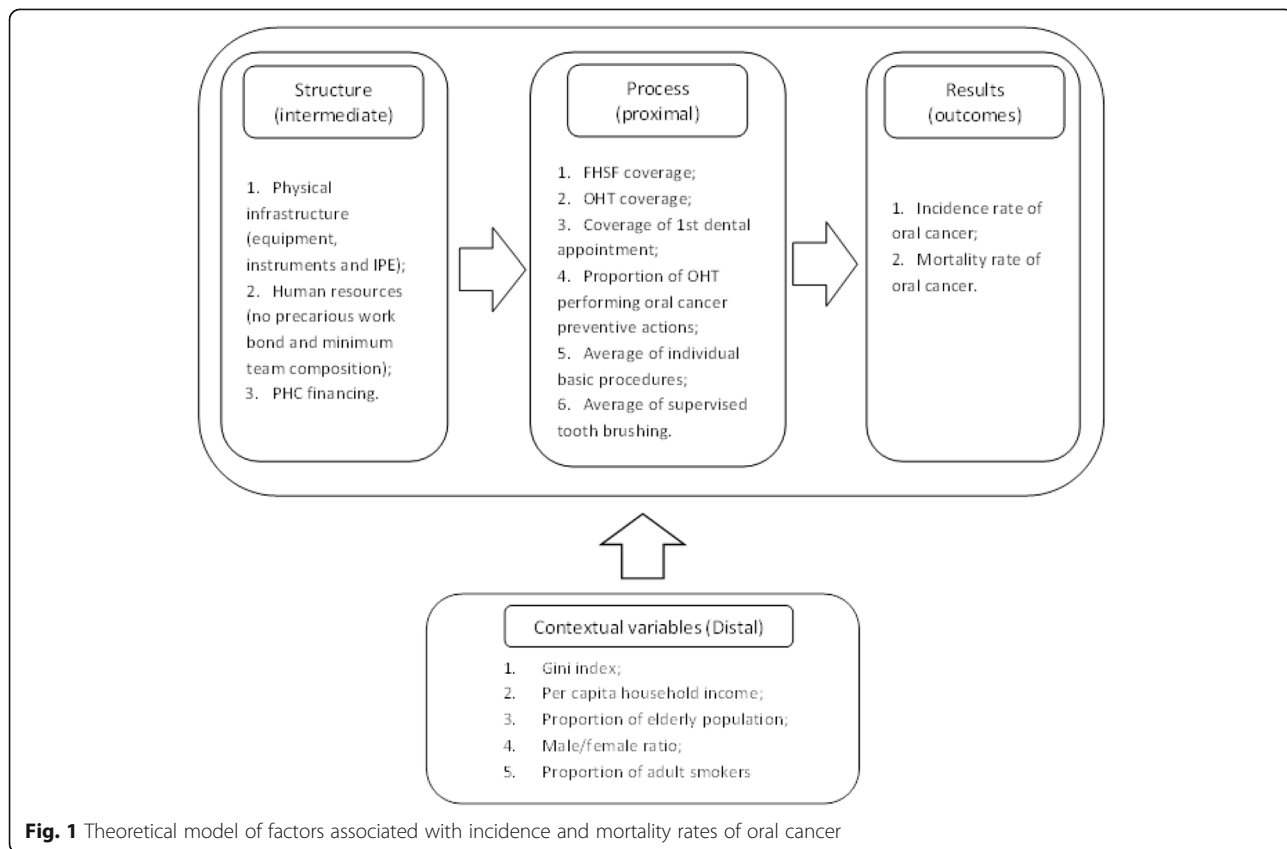 Structure
(intermediate)
1. Physical
infrastructure
(equipment,
instruments and IPE);
2. Human resources
(no precarious work
bond and minimum
team composition);
3. PHC financing.
Process
(proximal)
1. FHSF coverage;
2. OHT coverage;
3. Coverage of 1st dental
appointment;
4. Proportion of OHT
performing oral cancer
preventive actions;
5. Average of individual
basic procedures;
6. Average of supervised
tooth brushing.
Results
(outcomes)
1. Incidence rate of
oral cancer;
2. Mortality rate of
oral cancer.
Contextual variables (Distal)
1. Gini index;
2. Per capita household income;
3. Proportion of elderly population;
4. Male/female ratio;
5. Proportion of adult smokers
Fig. 1 Theoretical model of factors associated with incidence and mortality rates of oral cancer